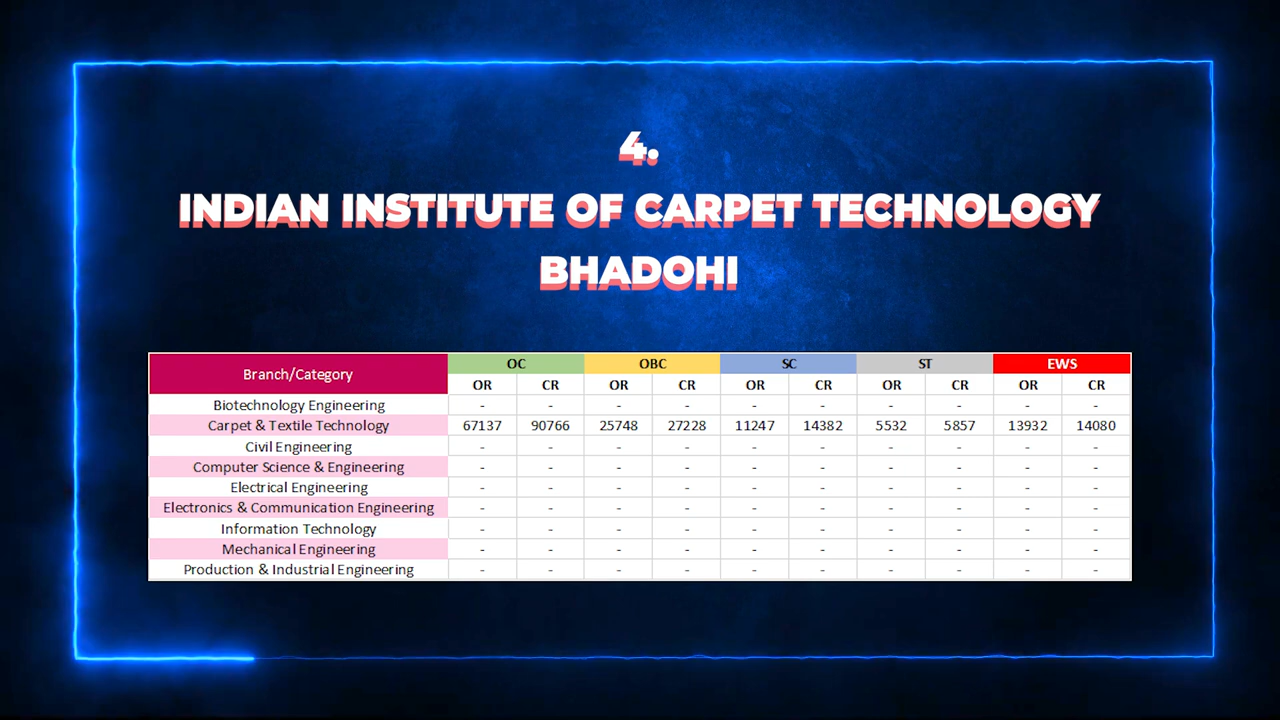 4.
INDIAN INSTITUTE OF CARPET TECHNOLOGY
BHADOHI
Branch/Category OC OBC SC ST EWS
OR CR OR CR OR CR OR CR OR CR
Biotechnology Engineering - - - - - - - - - -
Carpet & Textile Technology 67137 90766 25748 27228 11247 14382 5532 5857 13932 14080
Civil Engineering - - - - - - - - - -
Computer Science & Engineering - - - - - - - - - -
Electrical Engineering - - - - - - - - - -
Electronics & Communication Engineering - - - - - - - - - -
Information Technology - - - - - - - - - -
Mechanical Engineering - - - - - - - - - -
Production & Industrial Engineering - - - - - - - - - -